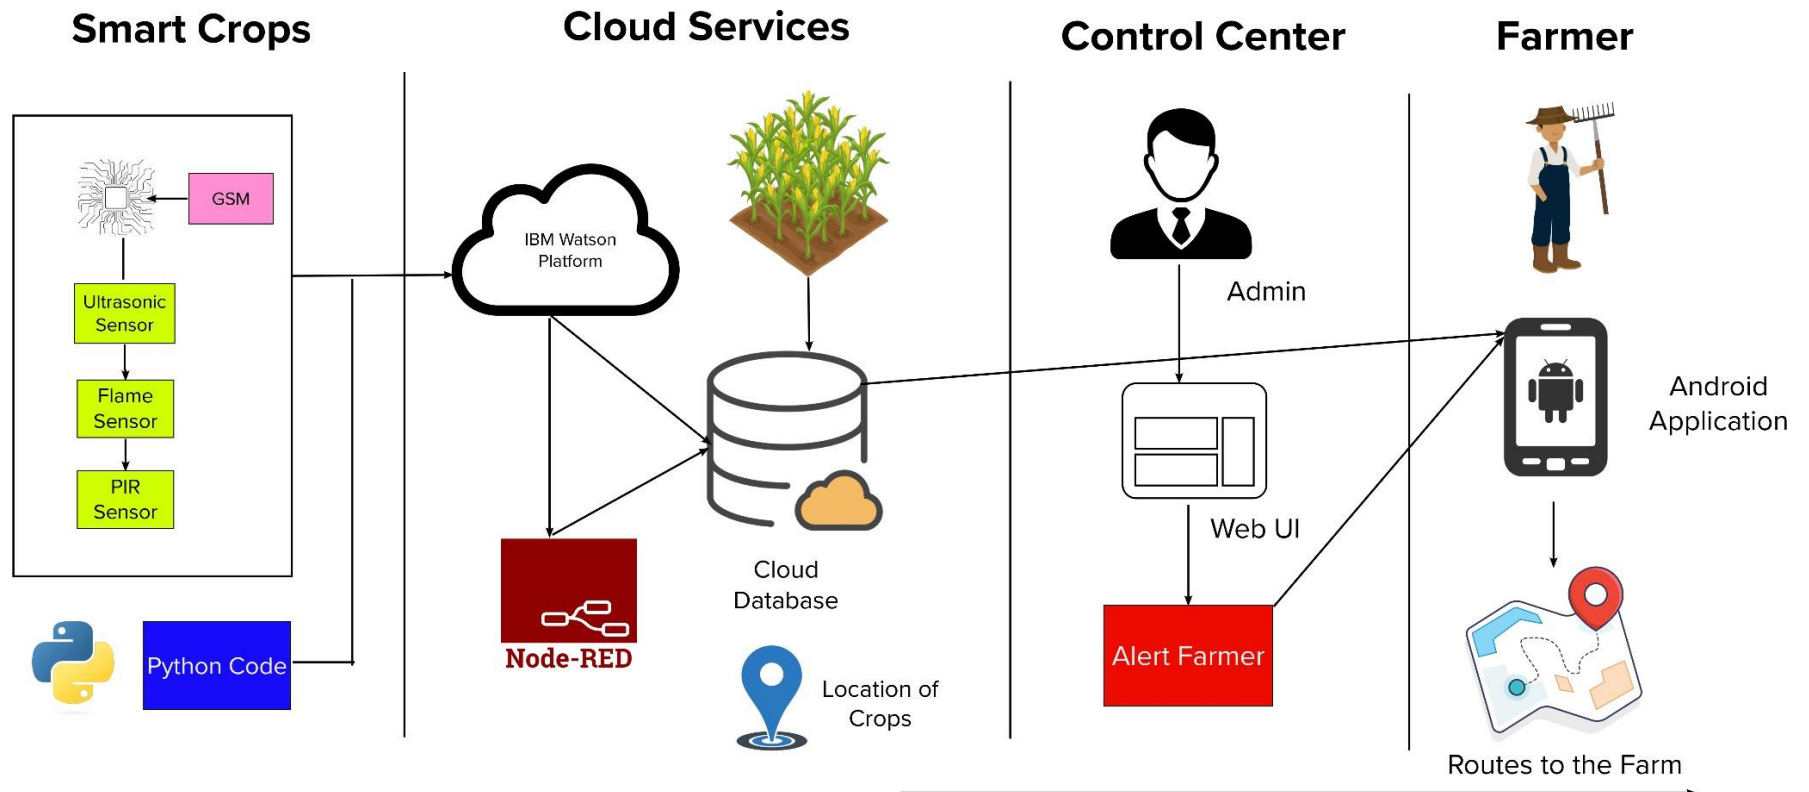 Smart Crops
Cloud Services
Control Center
Farmer
GSM
Ultrasonic
Sensor
Flame
Sensor
PIR
Sensor
Python Code
IBM Watson
Platform
Node-RED
Cloud
Database
Location of
Crops
Admin
Web UI
Alert Farmer
Android
Application
Routes to the Farm